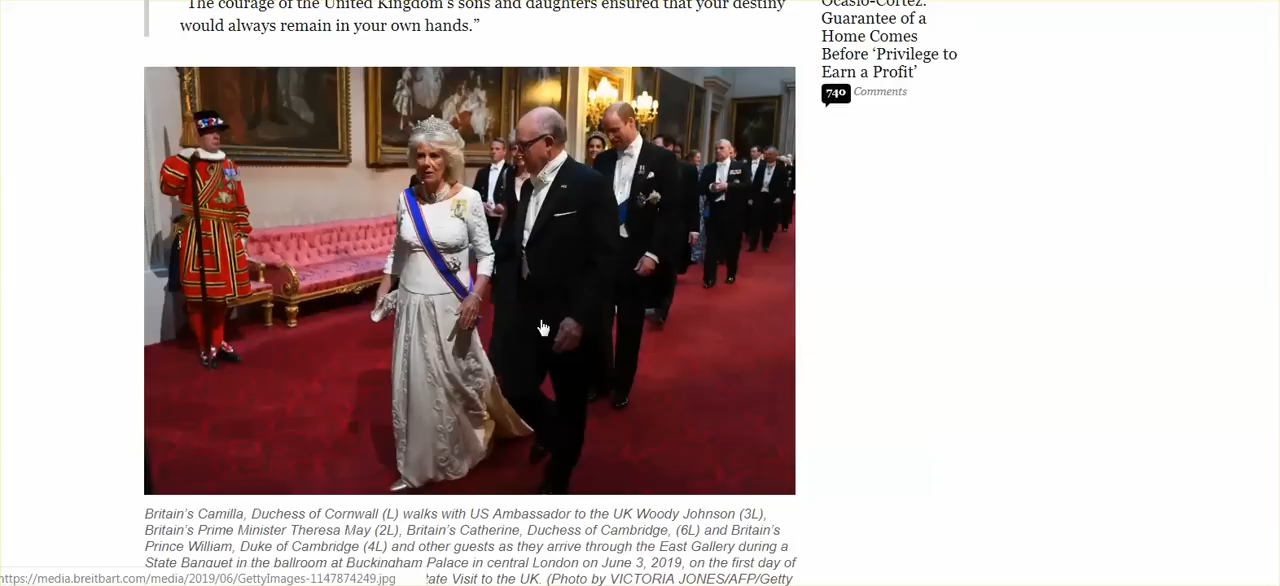 "The courage of the United Kingdom's sons and daughters ensured that your destiny
would always remain in your own hands."
Ocasio-Cortez:
Guarantee of a
Home Comes
Before 'Privilege to
Earn a Profit'
740 Comments
Britain's Camilla, Duchess of Cornwall (L) walks with US Ambassador to the UK Woody Johnson (3L),
Britain's Prime Minister Theresa May (2L), Britain's Catherine, Duchess of Cambridge, (6L) and Britain's
Prince William, Duke of Cambridge (4L) and other guests as they arrive through the East Gallery during a
State Banquet in the ballroom at Buckingham Palace in central London on June 3, 2019, on the first day of
tate Visit to the UK. (Photo by VICTORIA JONES/AFP/Getty
https://media.breitbart.com/media/2019/06/GettyImages-1147874249.jpg